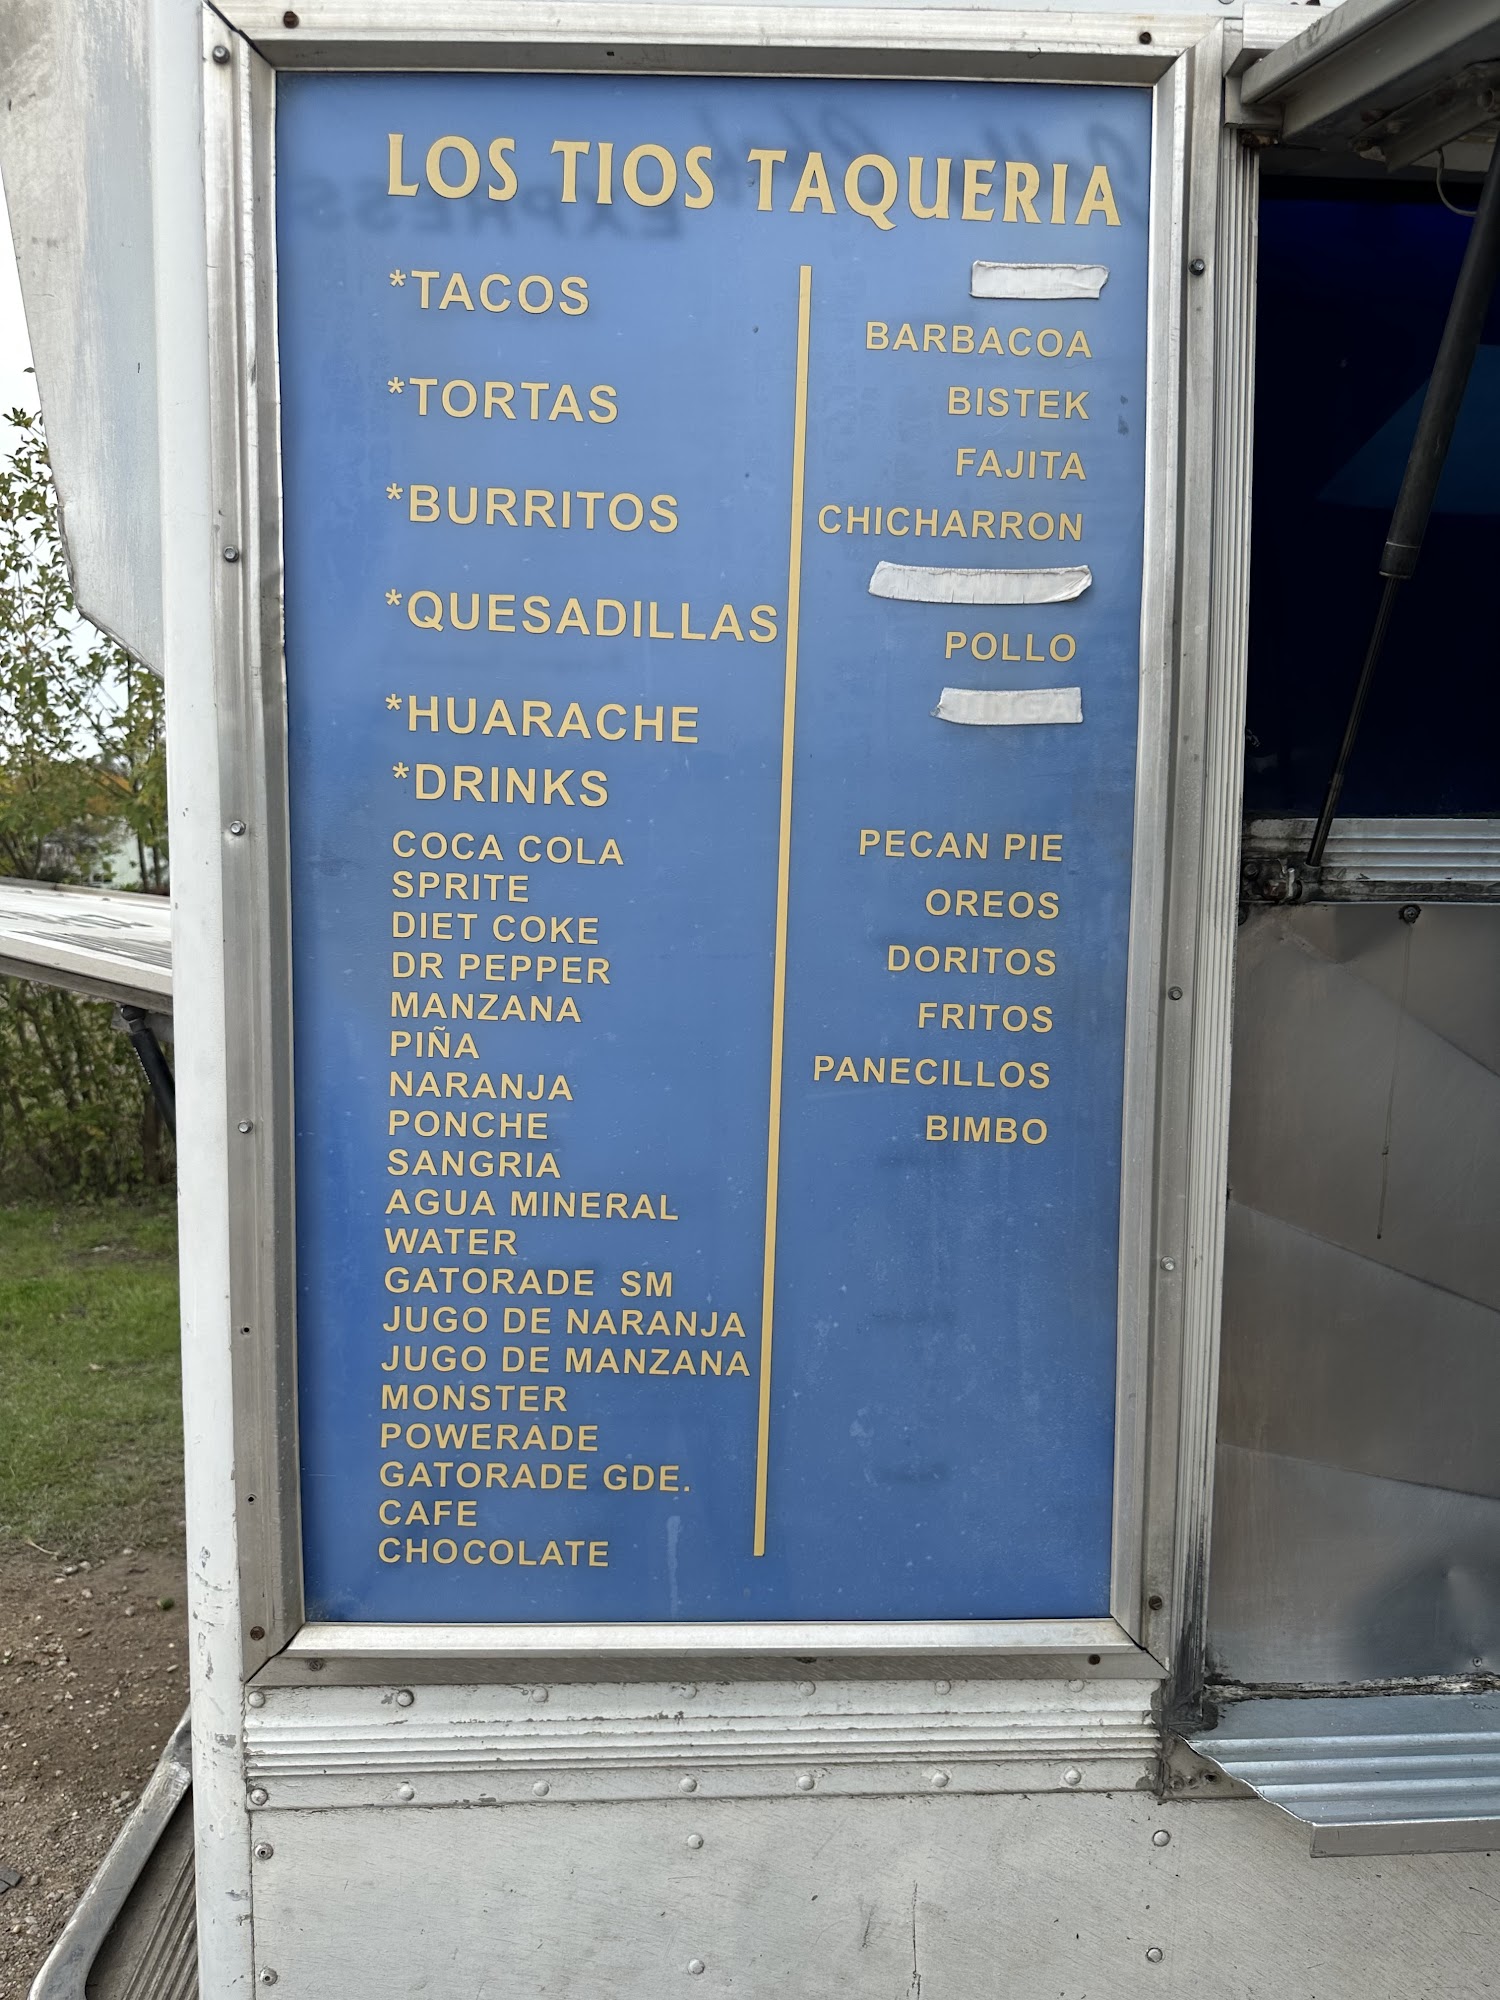 LOS TIOS TAQUERIA
*TACOS
*TORTAS
*BURRITOS
*QUESADILLAS
*HUARACHE
*DRINKS
COCA COLA
SPRITE
DIET COKE
DR PEPPER
MANZANA
PIÑA
NARANJA
PONCHE
SANGRIA
AGUA MINERAL
WATER
GATORADE SM
JUGO DE NARANJA
JUGO DE MANZANA
MONSTER
POWERADE
GATORADE GDE.
CAFE
CHOCOLATE
BARBACOA
BISTEK
FAJITA
CHICHARRON
POLLO
PECAN PIE
OREOS
DORITOS
FRITOS
PANECILLOS
BIMBO